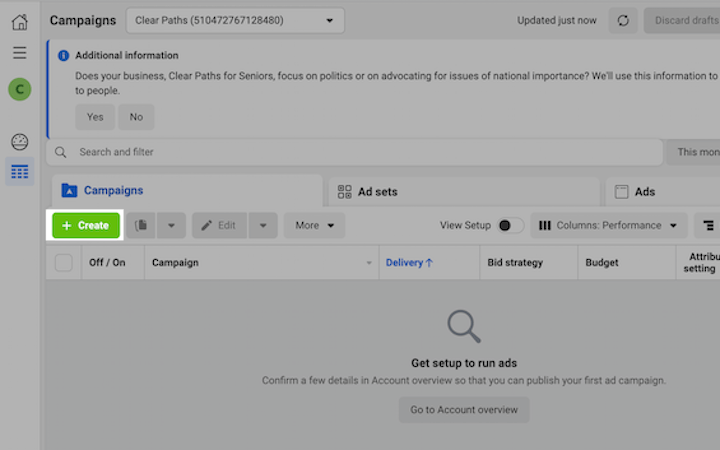 Campaigns
Clear Paths (510472767128480)
Updated just now
Discard drafts
Additional information
Does your business, Clear Paths for Seniors, focus on politics or on advocating for issues of national importance? We'll use this information to
to people.
Yes
No
C
Search and filter
This mon
Campaigns
Ad sets
Ads
+ Create
Edit
More
View Setup
Columns: Performance
Off / On
Campaign
Delivery ↑
Bid strategy
Budget
Attribu
setting
Get setup to run ads
Confirm a few details in Account overview so that you can publish your first ad campaign.
Go to Account overview